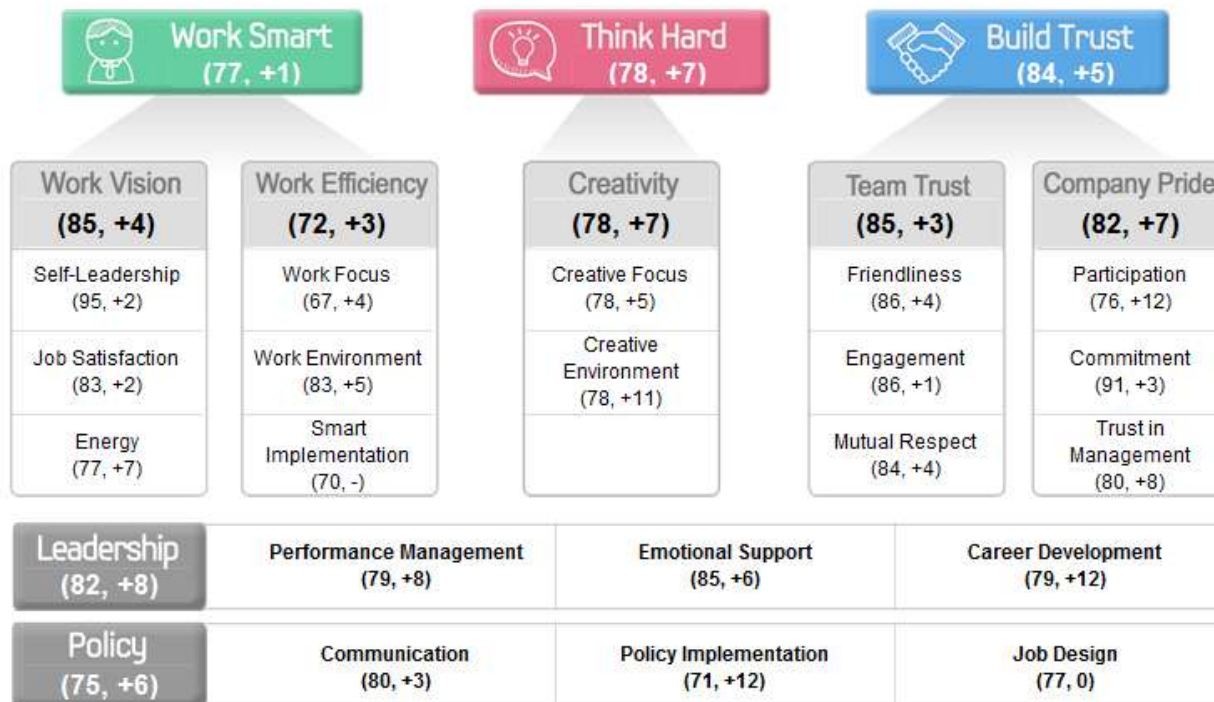 Work Smart
(77, +1)
Think Hard
(78, +7)
Build Trust
(84, +5)
Work Vision
(85, +4)
Self-Leadership
(95, +2)
Job Satisfaction
(83, +2)
Energy
(77, +7)
Work Efficiency
(72, +3)
Work Focus
(67, +4)
Work Environment
(83, +5)
Smart
Implementation
(70, -)
Creativity
(78, +7)
Creative Focus
(78, +5)
Creative
Environment
(78, +11)
Team Trust
(85, +3)
Friendliness
(86, +4)
Engagement
(86, +1)
Mutual Respect
(84, +4)
Company Pride
(82, +7)
Participation
(76, +12)
Commitment
(91, +3)
Trust in
Management
(80, +8)
Leadership
(82, +8)
Performance Management
(79, +8)
Emotional Support
(85, +6)
Career Development
(79, +12)
Policy
(75, +6)
Communication
(80, +3)
Policy Implementation
(71, +12)
Job Design
(77, 0)